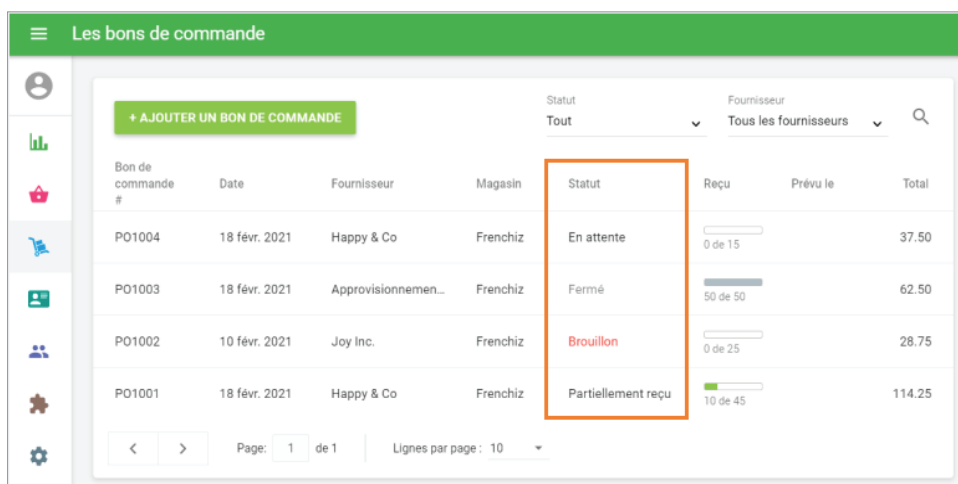 Les bons de commande
Statut Fournisseur
+ AJOUTER UN BON DE COMMANDE Tout Tous les fournisseurs
Bon de
commande Date Fournisseur Magasin Statut Reçu Prévu le Total
#
PO1004 18 févr. 2021 Happy & Co Frenchiz En attente 0 de 15 37.50
PO1003 18 févr. 2021 Approvisionnemen... Frenchiz Fermé 50 de 50 62.50
PO1002 10 févr. 2021 Joy Inc. Frenchiz Brouillon 0 de 25 28.75
PO1001 18 févr. 2021 Happy & Co Frenchiz Partiellement reçu 10 de 45 114.25
Page: 1 de 1 Lignes par page : 10